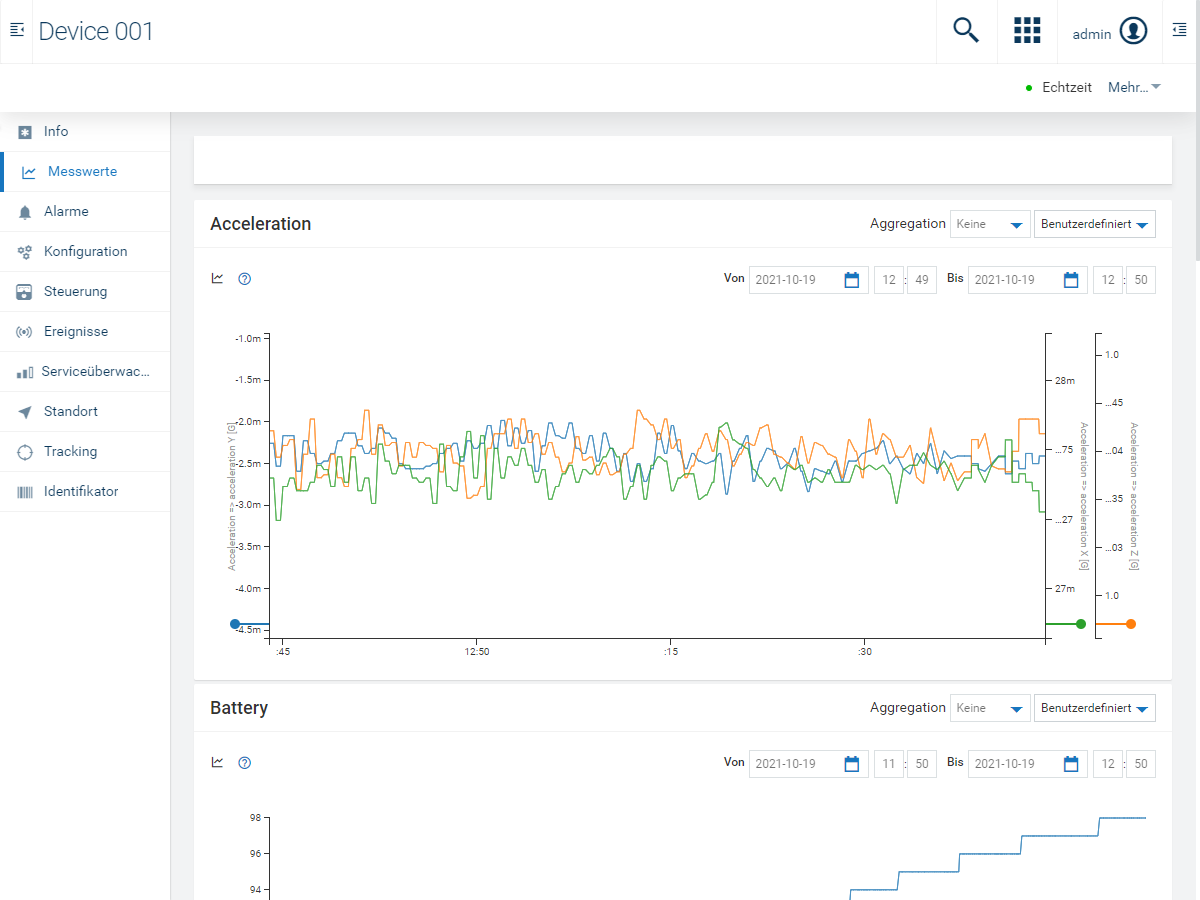 Device 001
admin
Echtzeit Mehr...
Info
Messwerte
Alarme
Konfiguration
Steuerung
Ereignisse
Serviceüberwac...
Standort
Tracking
Identifikator
Acceleration
Aggregation Keine Benutzerdefiniert
Von 2021-10-19 12 : 49 Bis 2021-10-19 12 : 50
-1.0m
-1.5m
-2.0m
-2.5m
-3.0m
-3.5m
-4.0m
-4.5m
Acceleration => acceleration Y [G]
:45
12:50
:15
:30
28m
...75
...27
27m
Acceleration => acceleration X [G]
1.0
...45
...04
...35
...03
1.0
Acceleration => acceleration Z [G]
Battery
Aggregation Keine Benutzerdefiniert
Von 2021-10-19 11 : 50 Bis 2021-10-19 12 : 50
98
96
94